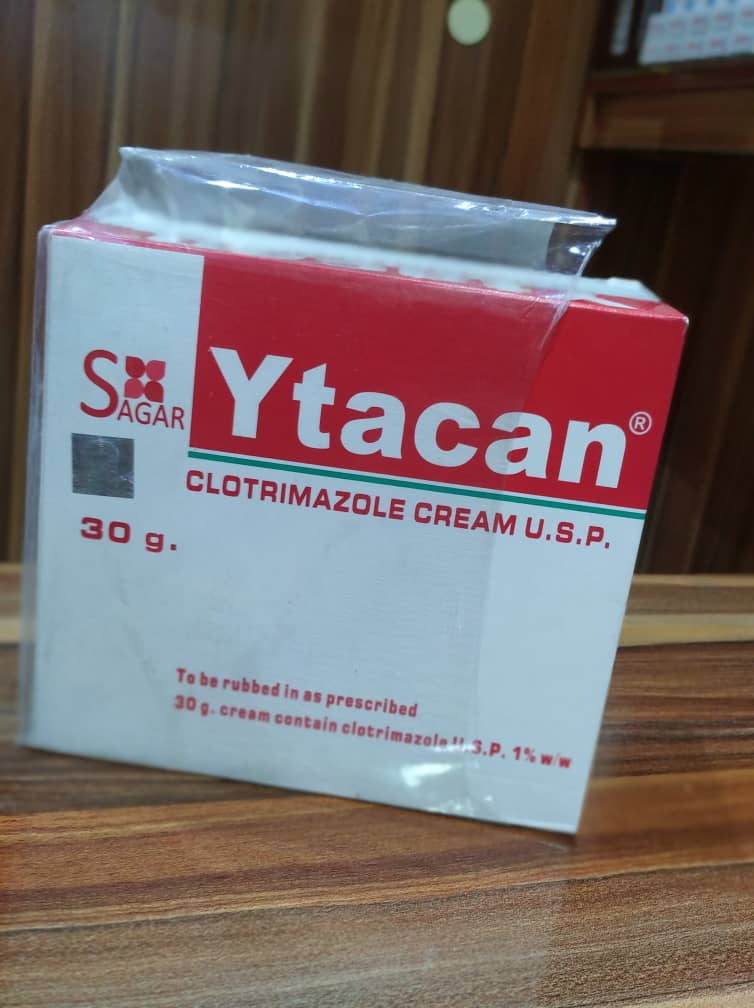 SAGAR
Ytacan®
CLOTRIMAZOLE CREAM U.S.P.
30 g.
To be rubbed in as prescribed
30 g. cream contain clotrimazole U.S.P. 1% w/w